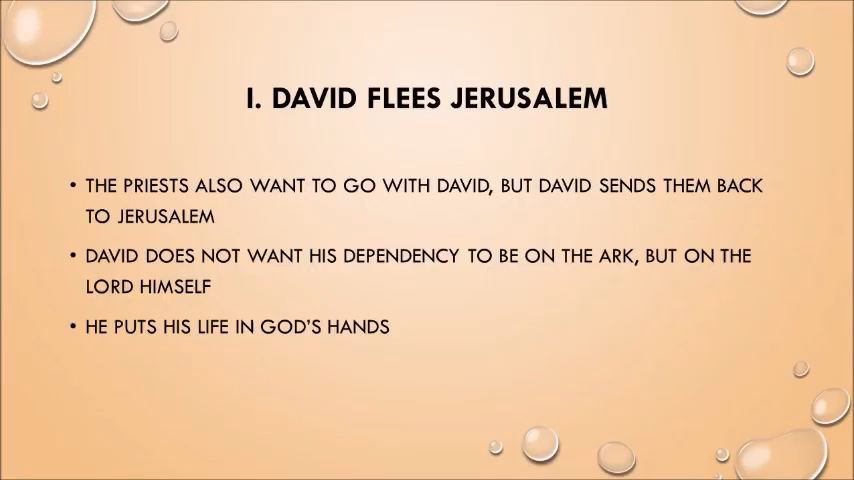 I. DAVID FLEES JERUSALEM
• THE PRIESTS ALSO WANT TO GO WITH DAVID, BUT DAVID SENDS THEM BACK
TO JERUSALEM
• DAVID DOES NOT WANT HIS DEPENDENCY TO BE ON THE ARK, BUT ON THE
LORD HIMSELF
• HE PUTS HIS LIFE IN GOD’S HANDS